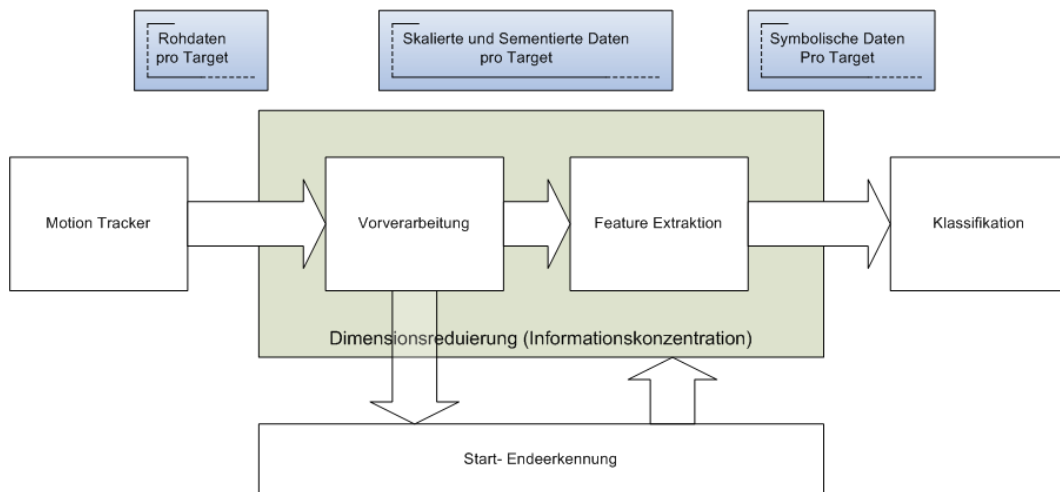 Rohdaten
pro Target
Skalierte und Sementierte Daten
pro Target
Symbolische Daten
Pro Target
Motion Tracker
Vorverarbeitung
Feature Extraktion
Klassifikation
Dimensionsreduierung (Informationskonzentration)
Start- Endeerkennung